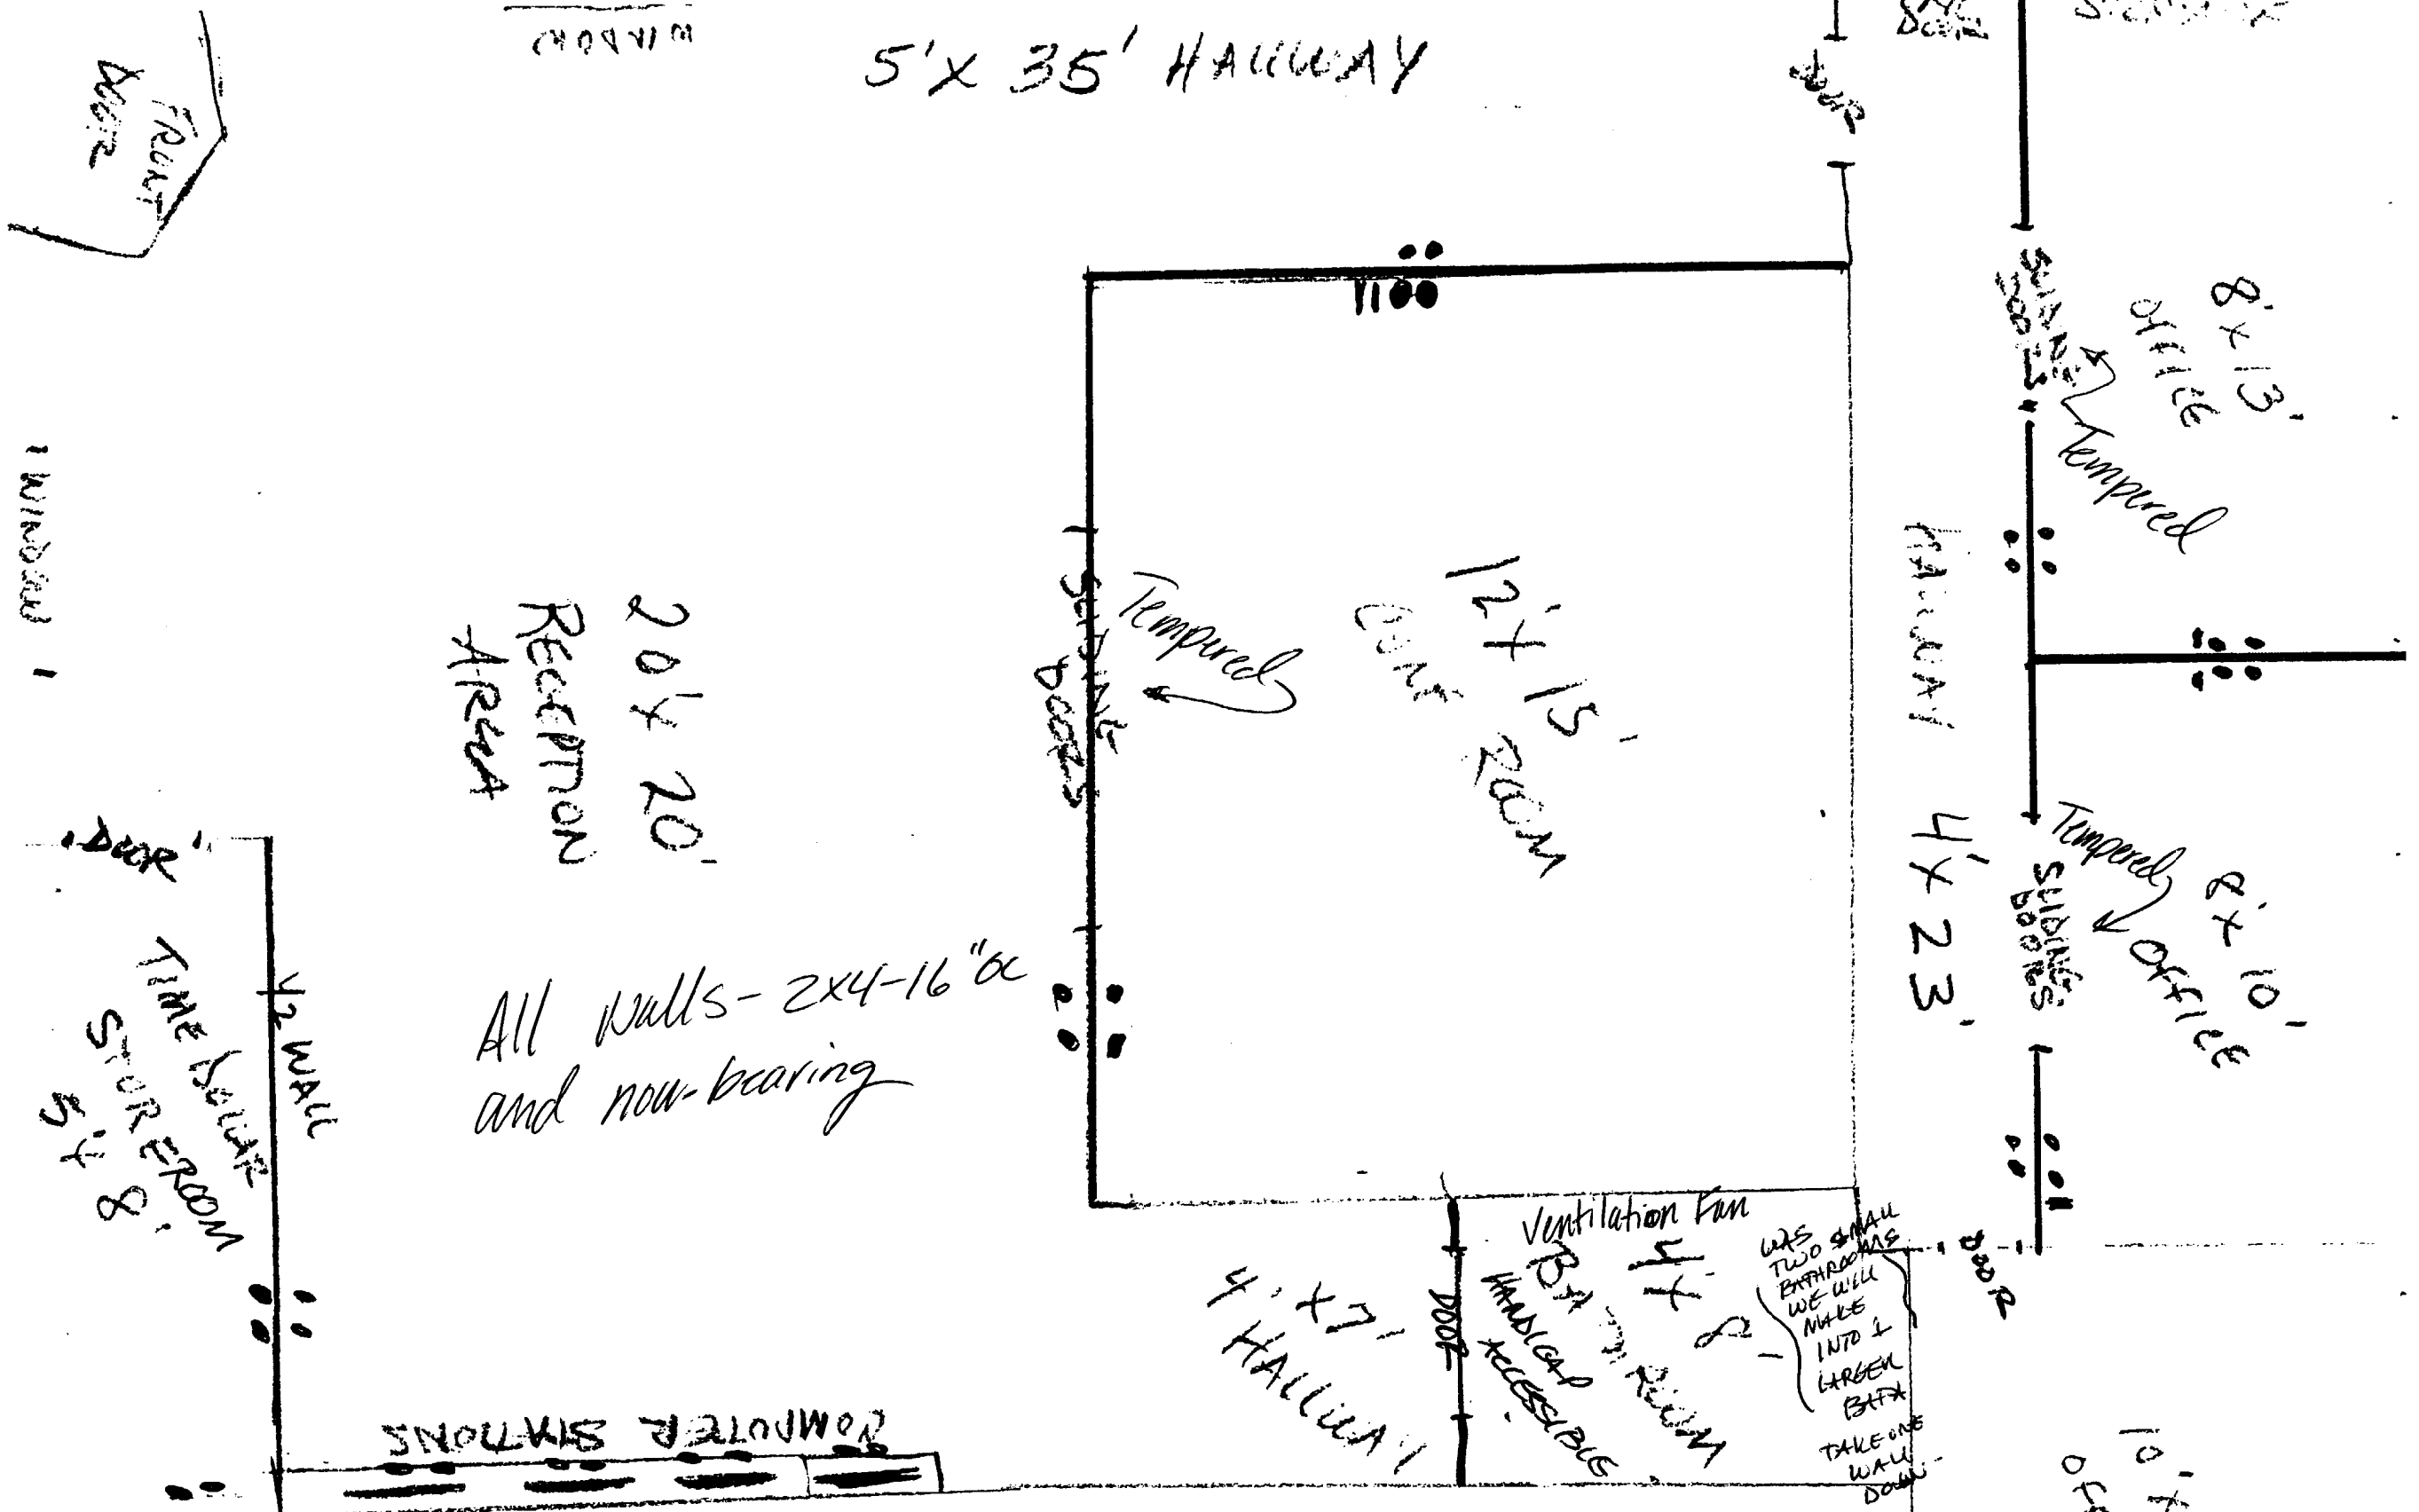 WINDOW
5' X 35' HALLWAY
DOOR
FRONT
DOOR
SLIDING
DOORS
Tempered
8' X 13'
OFFICE
WINDOW
20' X 20'
RECEPTION
AREA
SLIDING
DOORS
Tempered
12' X 15'
CONF ROOM
HALLWAY 4' X 23'
Tempered
SLIDING
DOORS
8' X 10'
OFFICE
DOOR
1/2 WALL
TIME DOLLAR
STOREROOM
5' X 8'
All Walls - 2x4-16" OC
and non-bearing
4' X 7'
HALLWAY
DOOR
Ventilation Fan
4' X 8'
BATHROOM
HANDICAP
ACCESSIBLE
WAS
TWO SMALL
BATHROOMS
WE WILL
MAKE
INTO 1
LARGER
BATH
TAKE ONE
WALL
DOWN
DOOR
COMPUTER STATIONS
10' X
OFF